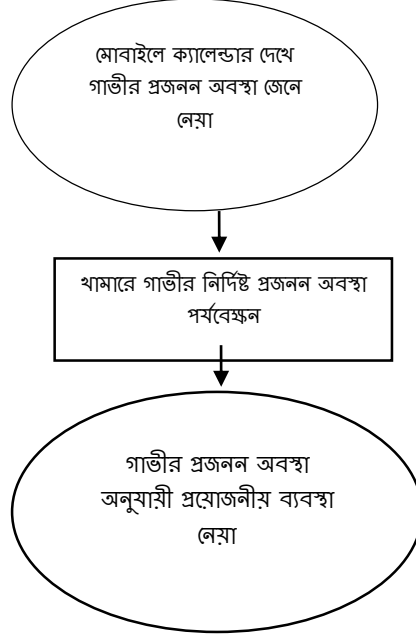 মোবাইলে ক্যালেন্ডার দেখে
গাভীর প্রজনন অবস্থা জেনে
নেয়া
খামারে গাভীর নির্দিষ্ট প্রজনন অবস্থা
পর্যবেক্ষন
গাভীর প্রজনন অবস্থা
অনুযায়ী প্রয়োজনীয় ব্যবস্থা
নেয়া